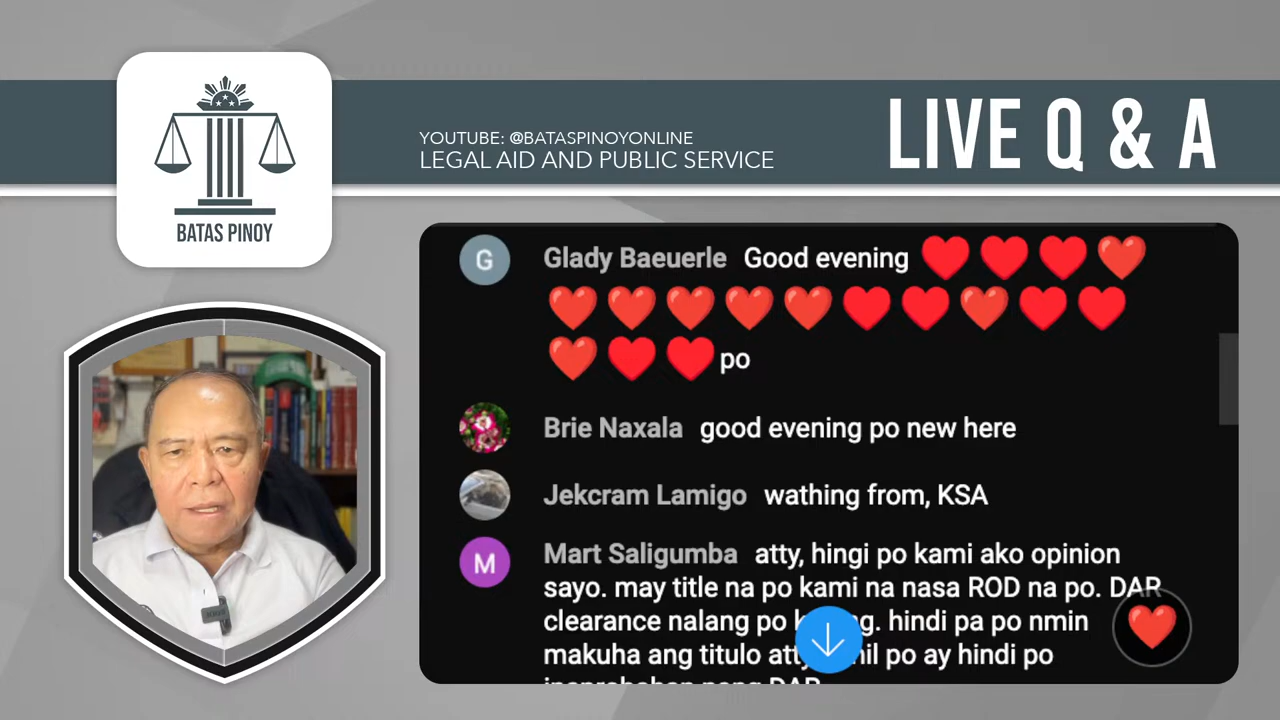 YOUTUBE: @BATASPINOYONLINE
LEGAL AID AND PUBLIC SERVICE
LIVE Q & A
BATAS PINOY
G
Glady Baeuerle Good evening ❤️❤️❤️❤️
❤️❤️❤️❤️❤️❤️❤️❤️❤️❤️
❤️❤️❤️ po
Brie Naxala good evening po new here
Jekcram Lamigo wathing from, KSA
M
Mart Saligumba atty, hingi po kami ako opinion
sayo. may title na po kami na nasa ROD na po. DAR
clearance nalang po hindi pa po nmin
makuha ang titulo po ay hindi po